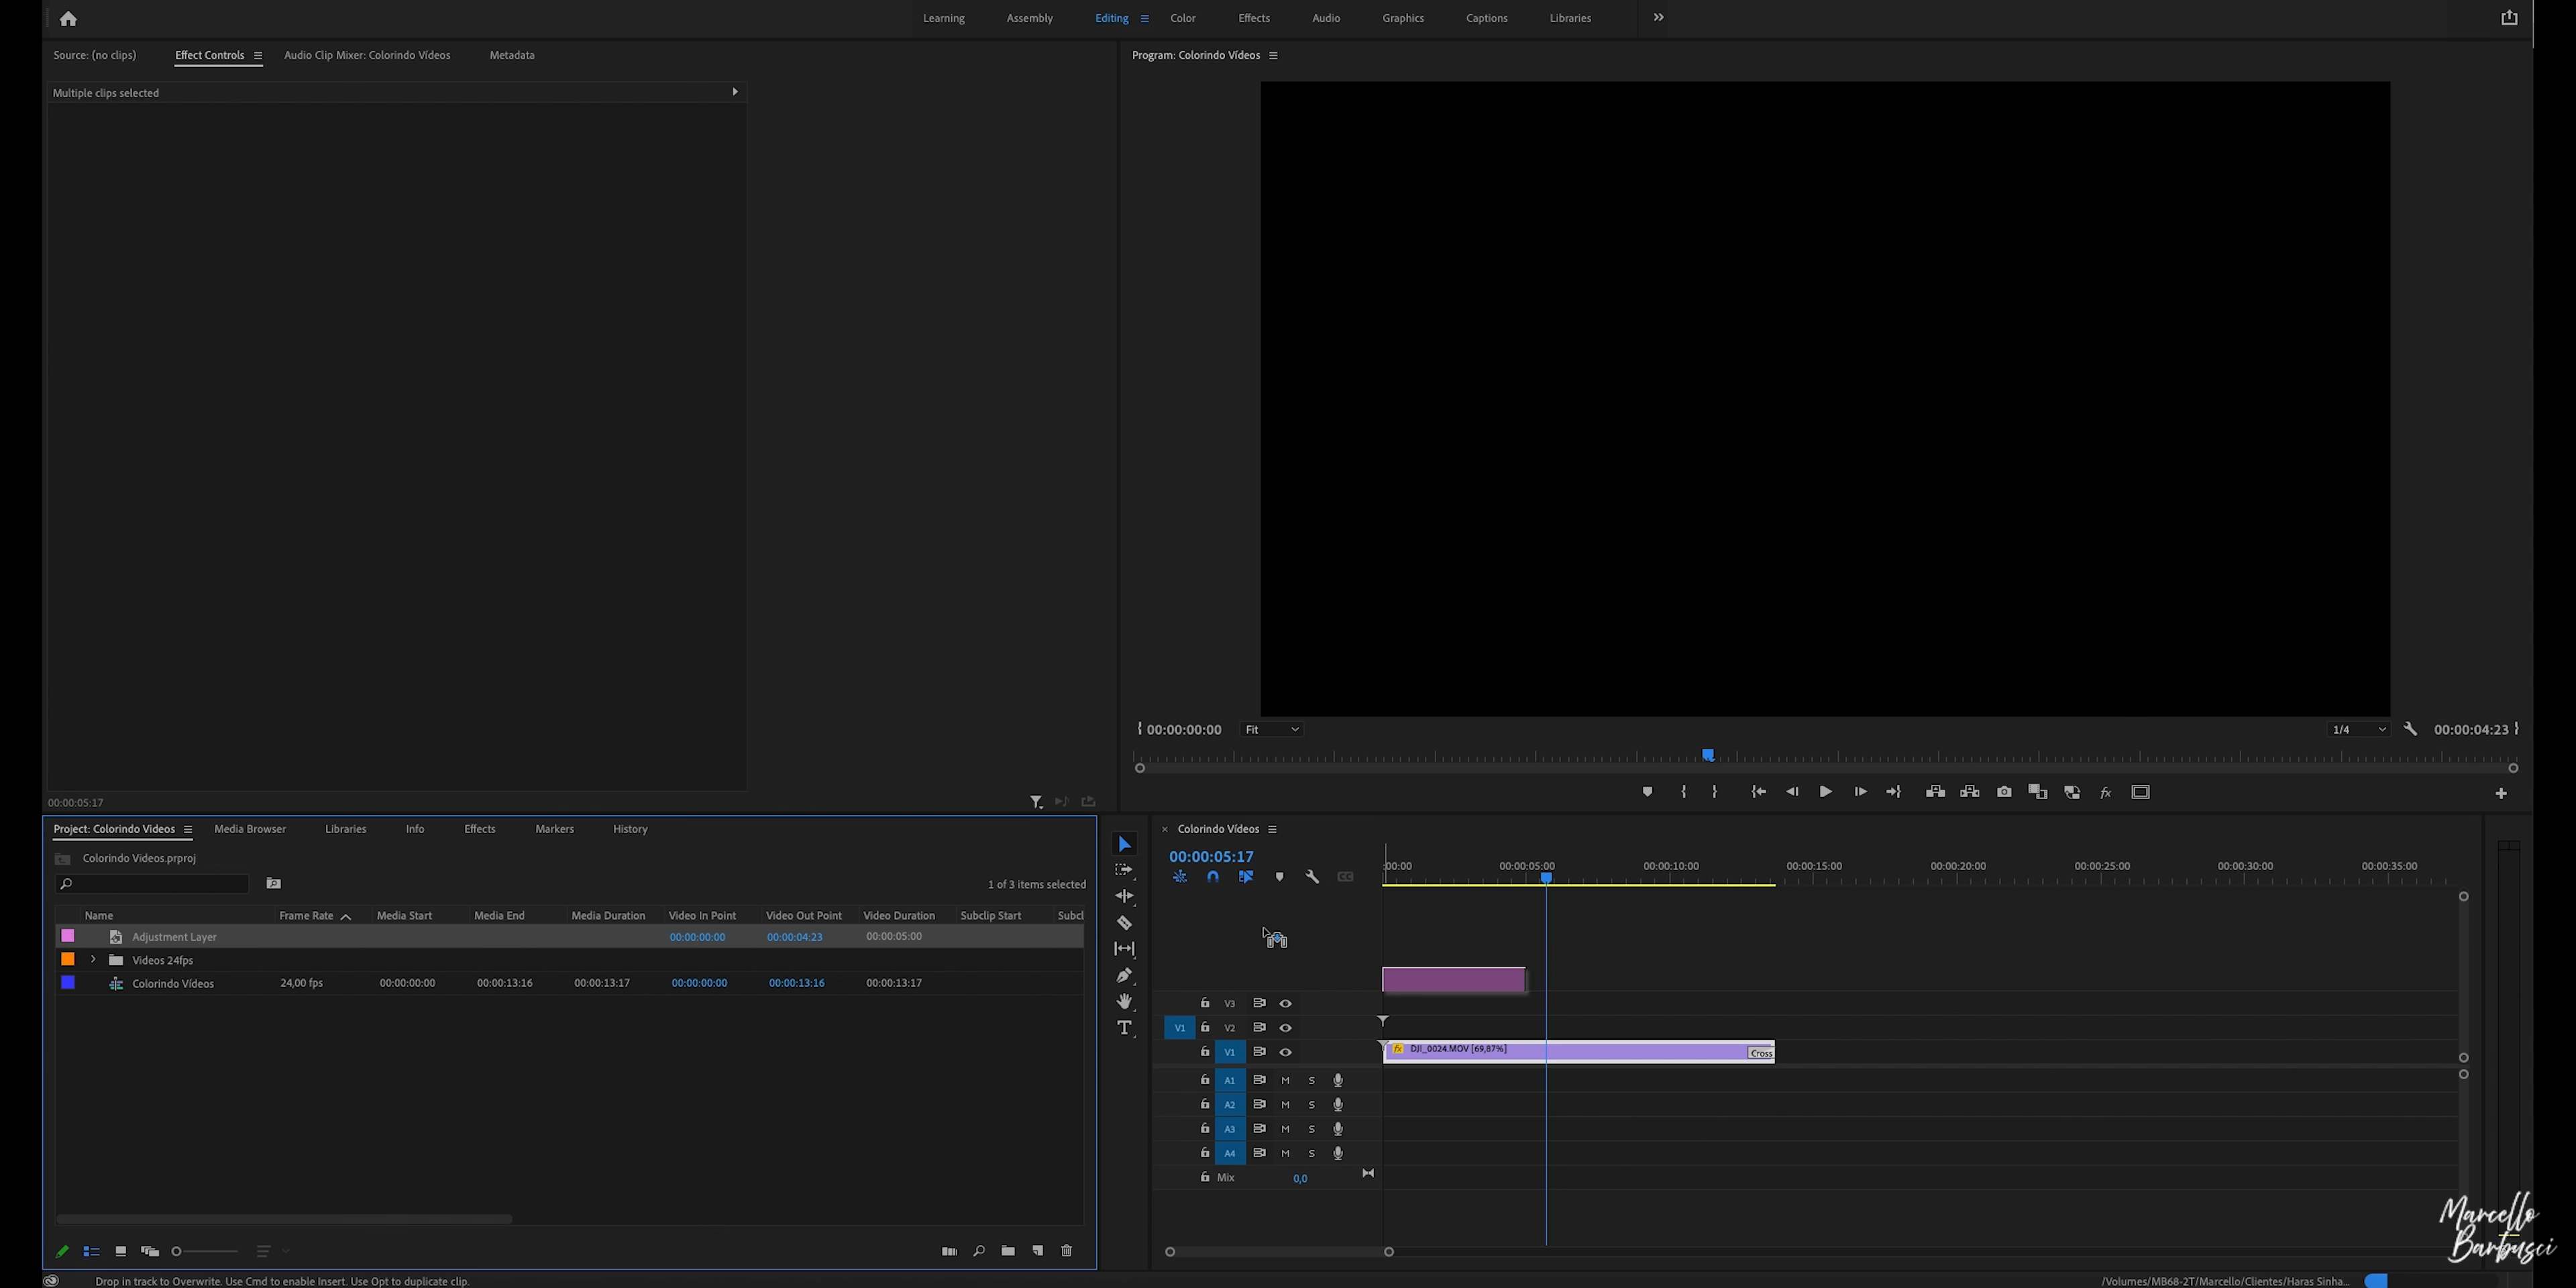 Learning Assembly Editing Color Effects Audio Graphics Captions Libraries
Source: (no clips) Effect Controls Audio Clip Mixer: Colorindo Vídeos Metadata
Program: Colorindo Vídeos
Multiple clips selected
00:00:00:00 Fit 1/4 00:00:04:23
00:00:05:17
Project: Colorindo Videos Media Browser Libraries Info Effects Markers History
Colorindo Videos.prproj
1 of 3 items selected
Name Frame Rate Media Start Media End Media Duration Video In Point Video Out Point Video Duration Subclip Start Subcl
Adjustment Layer 00:00:00:00 00:00:04:23 00:00:05:00
Videos 24fps
Colorindo Vídeos 24,00 fps 00:00:00:00 00:00:13:16 00:00:13:17 00:00:00:00 00:00:13:16 00:00:13:17
Colorindo Vídeos
00:00:05:17
:00:00 00:00:05:00 00:00:10:00 00:00:15:00 00:00:20:00 00:00:25:00 00:00:30:00 00:00:35:00
V3
V1 V2
V1 fx DJI_0024.MOV [69,87%] Cross
A1 M S
A2 M S
A3 M S
A4 M S
Mix 0,0
Marcello
Barbusci
Drop in track to Overwrite. Use Cmd to enable Insert. Use Opt to duplicate clip.
/Volumes/MB68-2T/Marcello/Clientes/Haras Sinha...